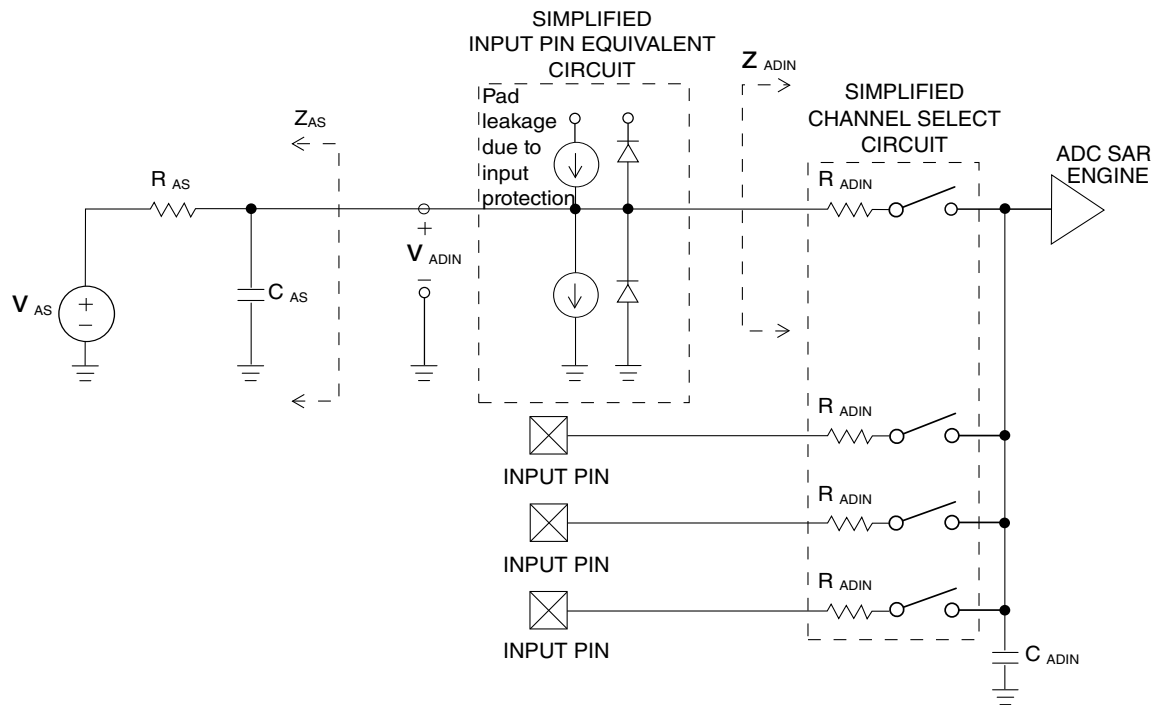 SIMPLIFIED
INPUT PIN EQUIVALENT
CIRCUIT
Pad
leakage
due to
input
protection
Z ADIN
SIMPLIFIED
CHANNEL SELECT
CIRCUIT
ADC SAR
ENGINE
Z AS
R AS
R ADIN
+
V ADIN
−
C AS
V AS
+
−
R ADIN
INPUT PIN
R ADIN
INPUT PIN
R ADIN
INPUT PIN
C ADIN